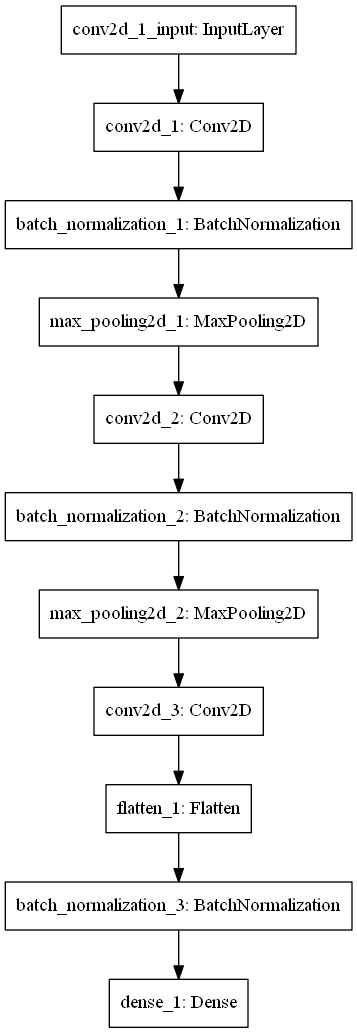 conv2d_1_input: InputLayer
conv2d_1: Conv2D
batch_normalization_1: BatchNormalization
max_pooling2d_1: MaxPooling2D
conv2d_2: Conv2D
batch_normalization_2: BatchNormalization
max_pooling2d_2: MaxPooling2D
conv2d_3: Conv2D
flatten_1: Flatten
batch_normalization_3: BatchNormalization
dense_1: Dense